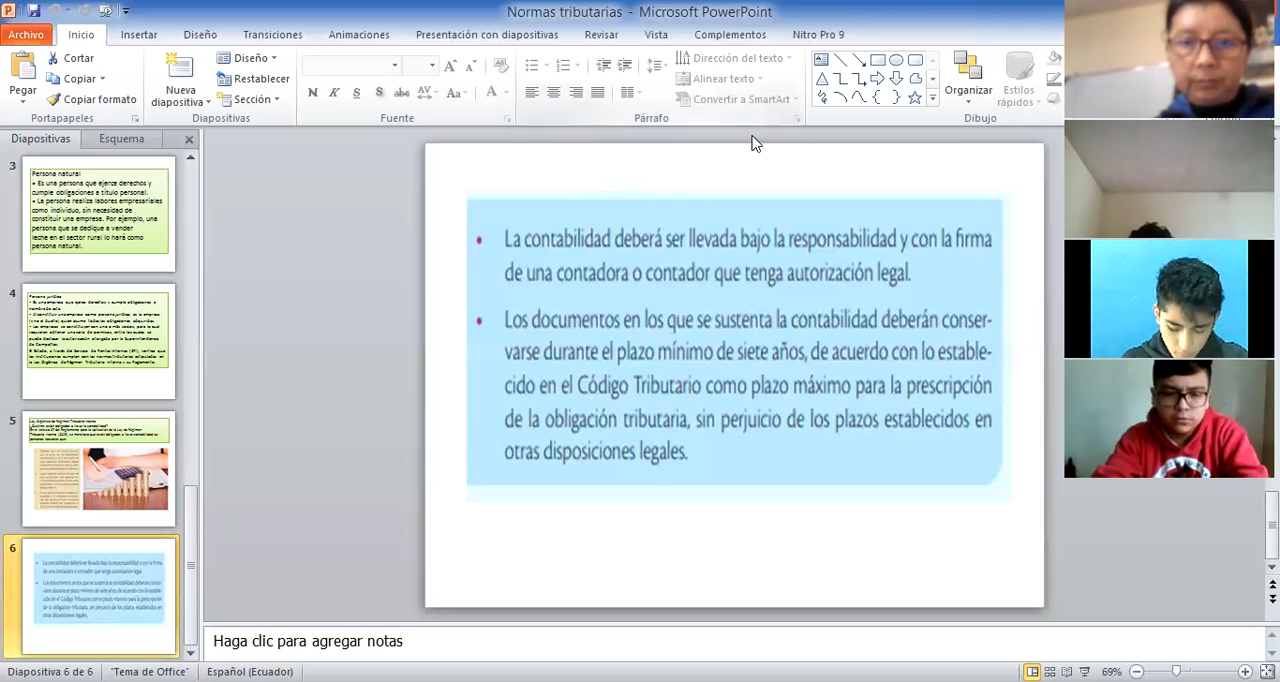 Normas tributarias - Microsoft PowerPoint
Archivo Inicio Insertar Diseño Transiciones Animaciones Presentación con diapositivas Revisar Vista Complementos Nitro Pro 9
Pegar
Cortar
Copiar
Copiar formato
Portapapeles
Nueva
diapositiva
Diseño
Restablecer
Sección
Diapositivas
N K S S abc AV Aa A
Fuente
Dirección del texto
Alinear texto
Convertir a SmartArt
Párrafo
Organizar
Estilos
rápidos
Dibujo
Diapositivas Esquema
3
Persona natural
• Es una persona que ejerce derechos y
cumple obligaciones a título personal.
• La persona realiza labores empresariales
como individuo, sin necesidad de
constituir una empresa. Por ejemplo, una
persona que se dedique a vender
leche en el sector rural lo hará como
persona natural.
4
Persona jurídica
5
6
• La contabilidad deberá ser llevada bajo la responsabilidad y con la firma
de una contadora o contador que tenga autorización legal.
• Los documentos en los que se sustenta la contabilidad deberán conser-
varse durante el plazo mínimo de siete años, de acuerdo con lo estable-
cido en el Código Tributario como plazo máximo para la prescripción
de la obligación tributaria, sin perjuicio de los plazos establecidos en
otras disposiciones legales.
Haga clic para agregar notas
Diapositiva 6 de 6 "Tema de Office" Español (Ecuador) 69%